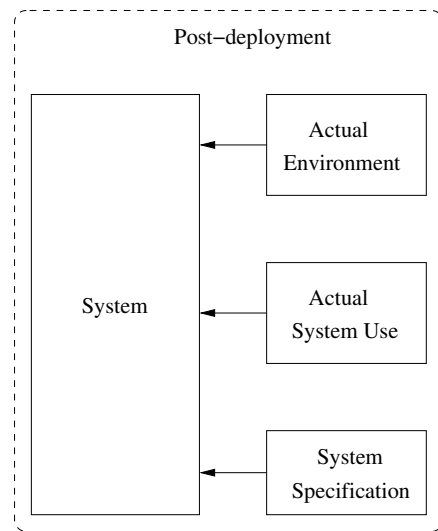 Post−deployment
Actual
Environment
System
Actual
System Use
System
Specification